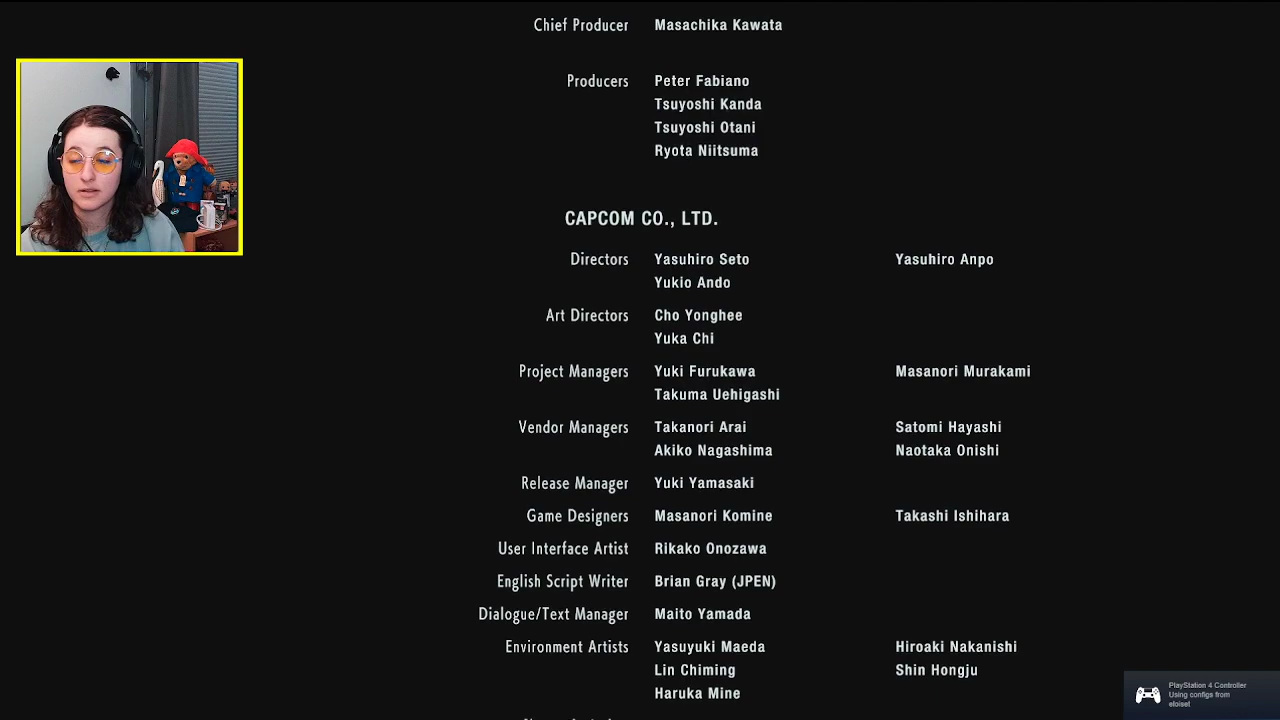 Chief Producer Masachika Kawata
Producers Peter Fabiano
Tsuyoshi Kanda
Tsuyoshi Otani
Ryota Niitsuma
CAPCOM CO., LTD.
Directors Yasuhiro Seto Yasuhiro Anpo
Yukio Ando
Art Directors Cho Yonghee
Yuka Chi
Project Managers Yuki Furukawa Masanori Murakami
Takuma Uehigashi
Vendor Managers Takanori Arai Satomi Hayashi
Akiko Nagashima Naotaka Onishi
Release Manager Yuki Yamasaki
Game Designers Masanori Komine Takashi Ishihara
User Interface Artist Rikako Onozawa
English Script Writer Brian Gray (JPEN)
Dialogue/Text Manager Maito Yamada
Environment Artists Yasuyuki Maeda Hiroaki Nakanishi
Lin Chiming Shin Hongju
Haruka Mine
PlayStation 4 Controller
Using configs from
eloisel